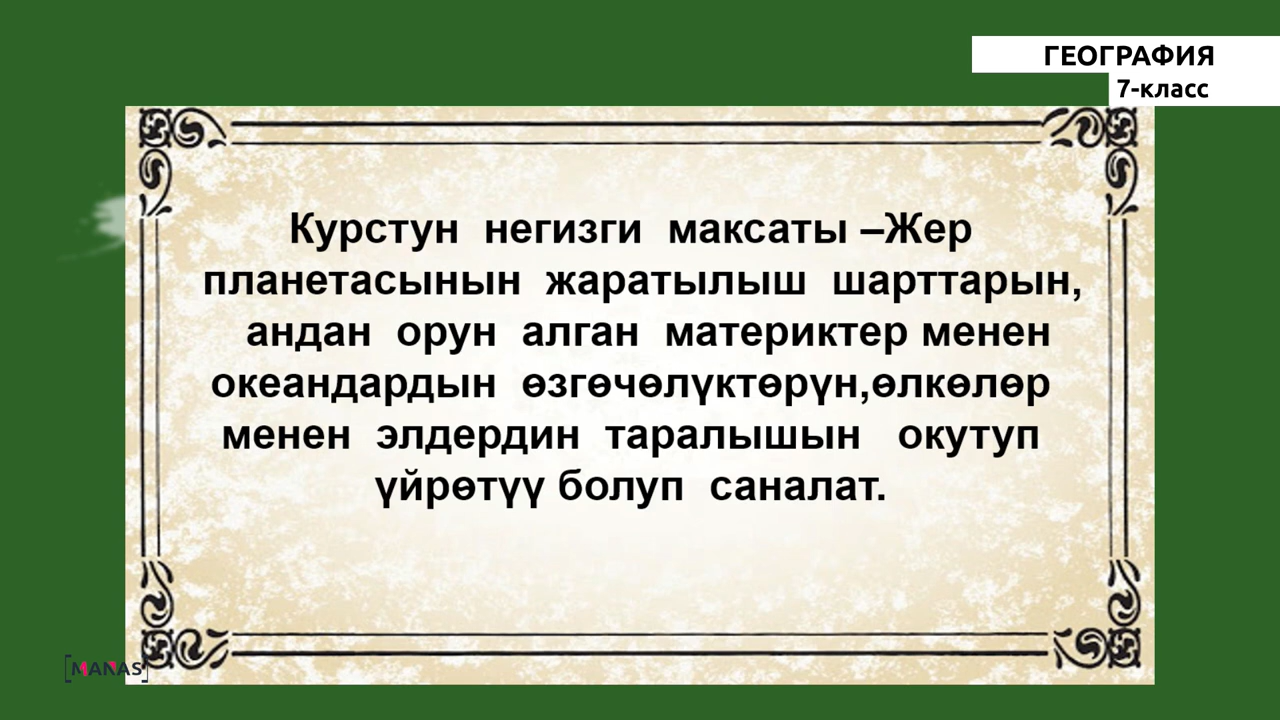 ГЕОГРАФИЯ
7-класс
Курстун негизги максаты –Жер
планетасынын жаратылыш шарттарын,
андан орун алган материктер менен
океандардын өзгөчөлүктөрүн,өлкөлөр
менен элдердин таралышын окутуп
үйрөтүү болуп саналат.
[MANAS]